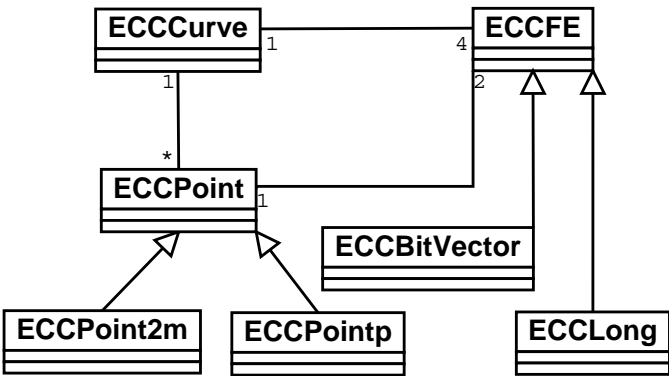 ECCCurve
ECCFE
1
4
1
2
*
ECCPoint
1
ECCBitVector
ECCPoint2m
ECCPointp
ECCLong